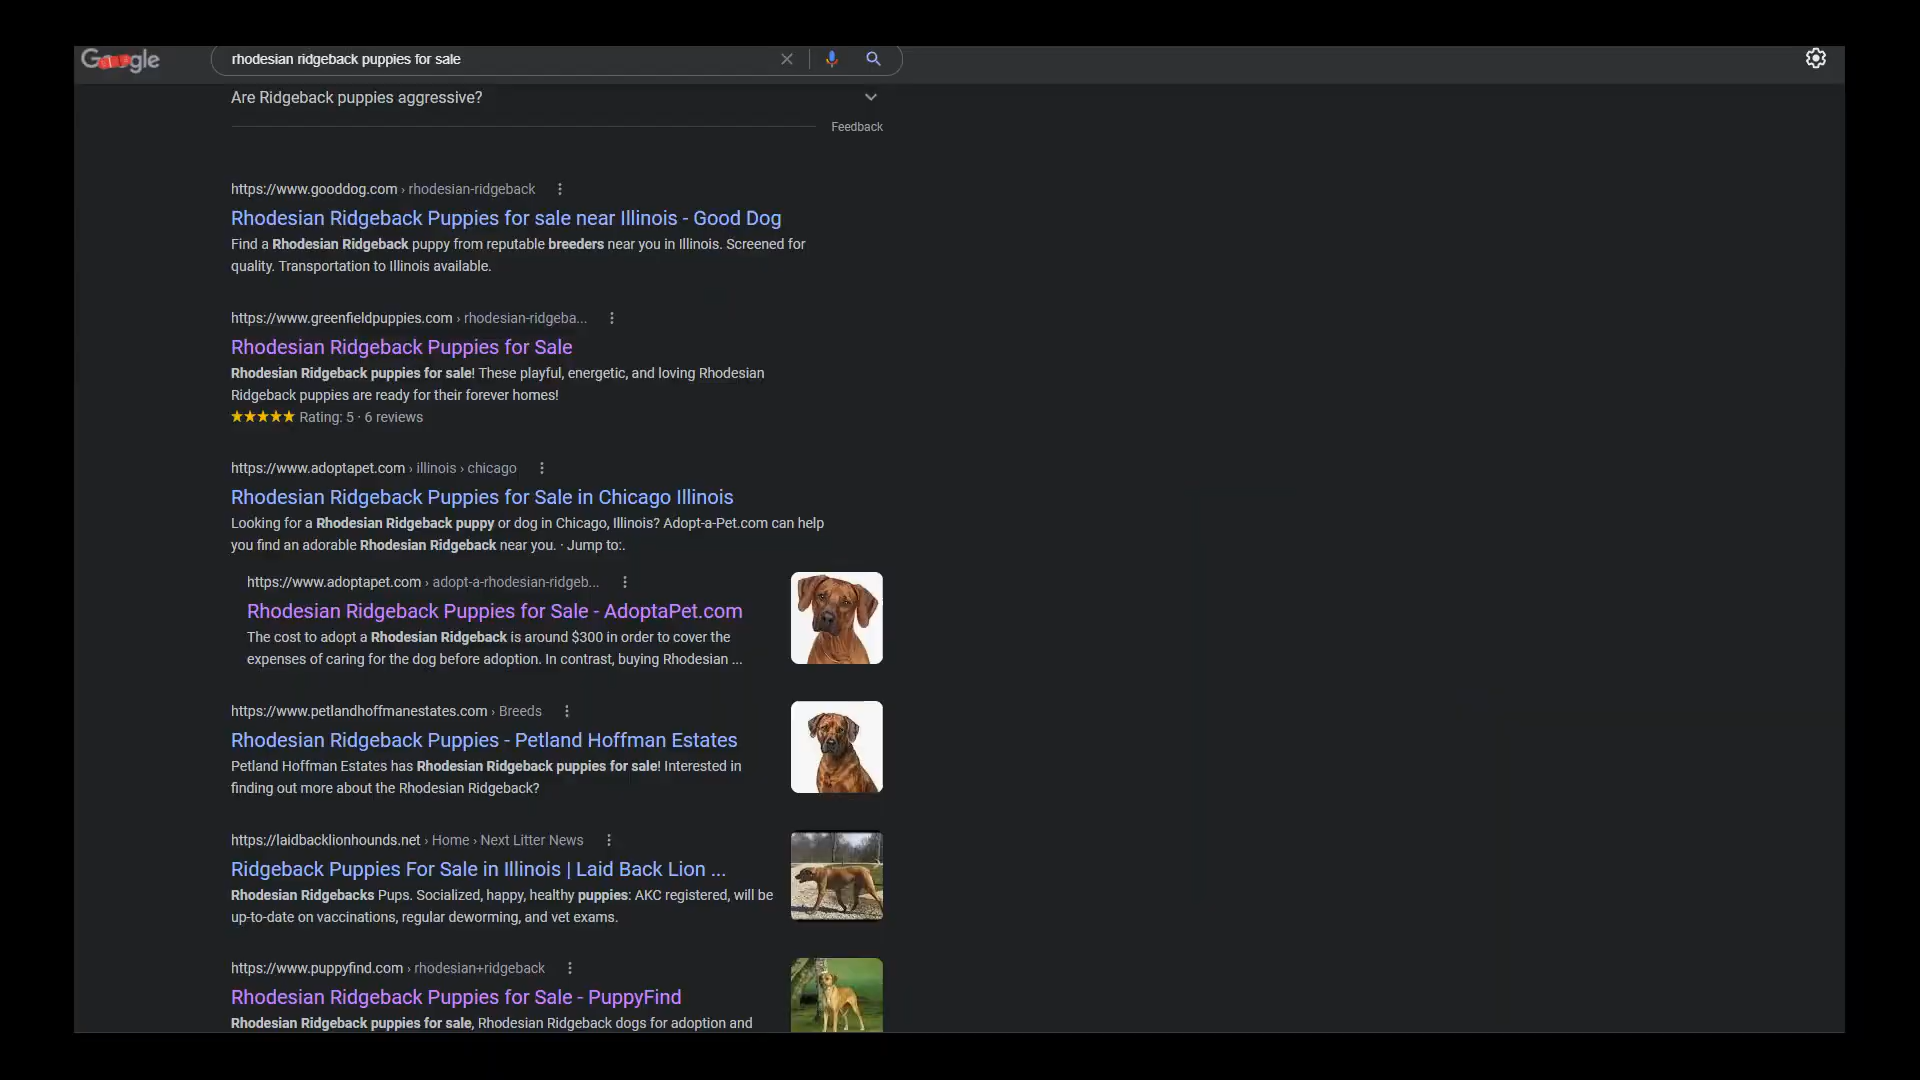 Google
rhodesian ridgeback puppies for sale
Are Ridgeback puppies aggressive?
Feedback
https://www.gooddog.com › rhodesian-ridgeback
Rhodesian Ridgeback Puppies for sale near Illinois - Good Dog
Find a Rhodesian Ridgeback puppy from reputable breeders near you in Illinois. Screened for
quality. Transportation to Illinois available.
https://www.greenfieldpuppies.com › rhodesian-ridgeba...
Rhodesian Ridgeback Puppies for Sale
Rhodesian Ridgeback puppies for sale! These playful, energetic, and loving Rhodesian
Ridgeback puppies are ready for their forever homes!
Rating: 5 · 6 reviews
https://www.adoptapet.com › illinois › chicago
Rhodesian Ridgeback Puppies for Sale in Chicago Illinois
Looking for a Rhodesian Ridgeback puppy or dog in Chicago, Illinois? Adopt-a-Pet.com can help
you find an adorable Rhodesian Ridgeback near you. · Jump to:.
https://www.adoptapet.com › adopt-a-rhodesian-ridgeb...
Rhodesian Ridgeback Puppies for Sale - AdoptaPet.com
The cost to adopt a Rhodesian Ridgeback is around $300 in order to cover the
expenses of caring for the dog before adoption. In contrast, buying Rhodesian ...
https://www.petlandhoffmanestates.com › Breeds
Rhodesian Ridgeback Puppies - Petland Hoffman Estates
Petland Hoffman Estates has Rhodesian Ridgeback puppies for sale! Interested in
finding out more about the Rhodesian Ridgeback?
https://laidbacklionhounds.net › Home › Next Litter News
Ridgeback Puppies For Sale in Illinois | Laid Back Lion ...
Rhodesian Ridgebacks Pups. Socialized, happy, healthy puppies: AKC registered, will be
up-to-date on vaccinations, regular deworming, and vet exams.
https://www.puppyfind.com › rhodesian+ridgeback
Rhodesian Ridgeback Puppies for Sale - PuppyFind
Rhodesian Ridgeback puppies for sale, Rhodesian Ridgeback dogs for adoption and